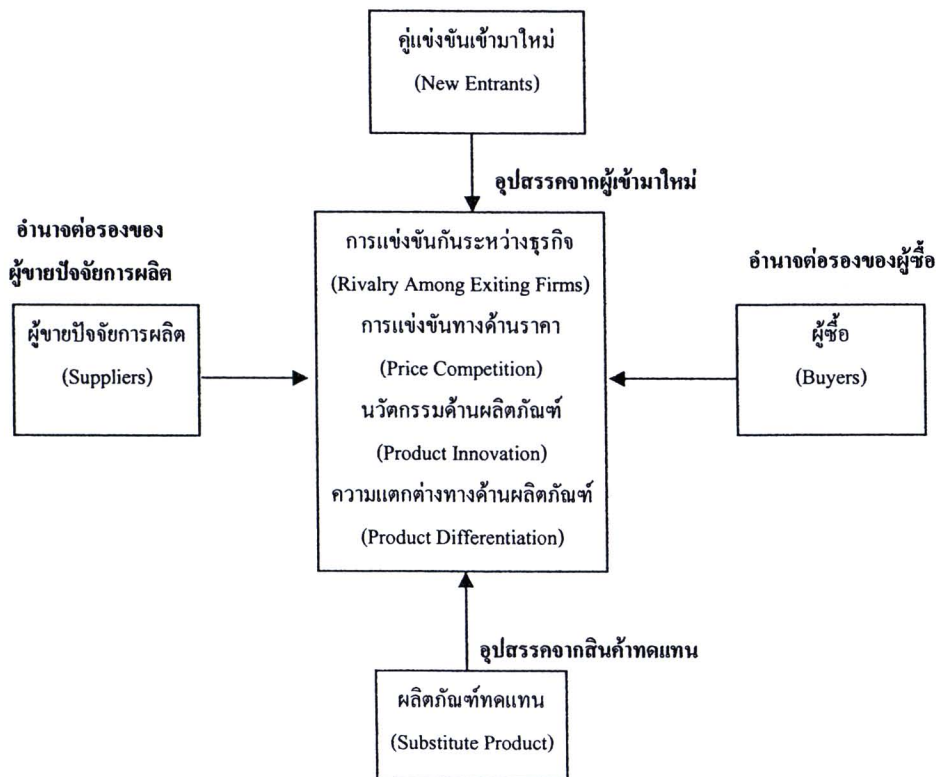 คู่แข่งขันเข้ามาใหม่
(New Entrants)
อุปสรรคจากผู้เข้ามาใหม่
อำนาจต่อรองของ
ผู้ขายปัจจัยการผลิต
ผู้ขายปัจจัยการผลิต
(Suppliers)
การแข่งขันกันระหว่างธุรกิจ
(Rivalry Among Exiting Firms)
การแข่งขันทางด้านราคา
(Price Competition)
นวัตกรรมด้านผลิตภัณฑ์
(Product Innovation)
ความแตกต่างทางด้านผลิตภัณฑ์
(Product Differentiation)
อำนาจต่อรองของผู้ซื้อ
ผู้ซื้อ
(Buyers)
อุปสรรคจากสินค้าทดแทน
ผลิตภัณฑ์ทดแทน
(Substitute Product)